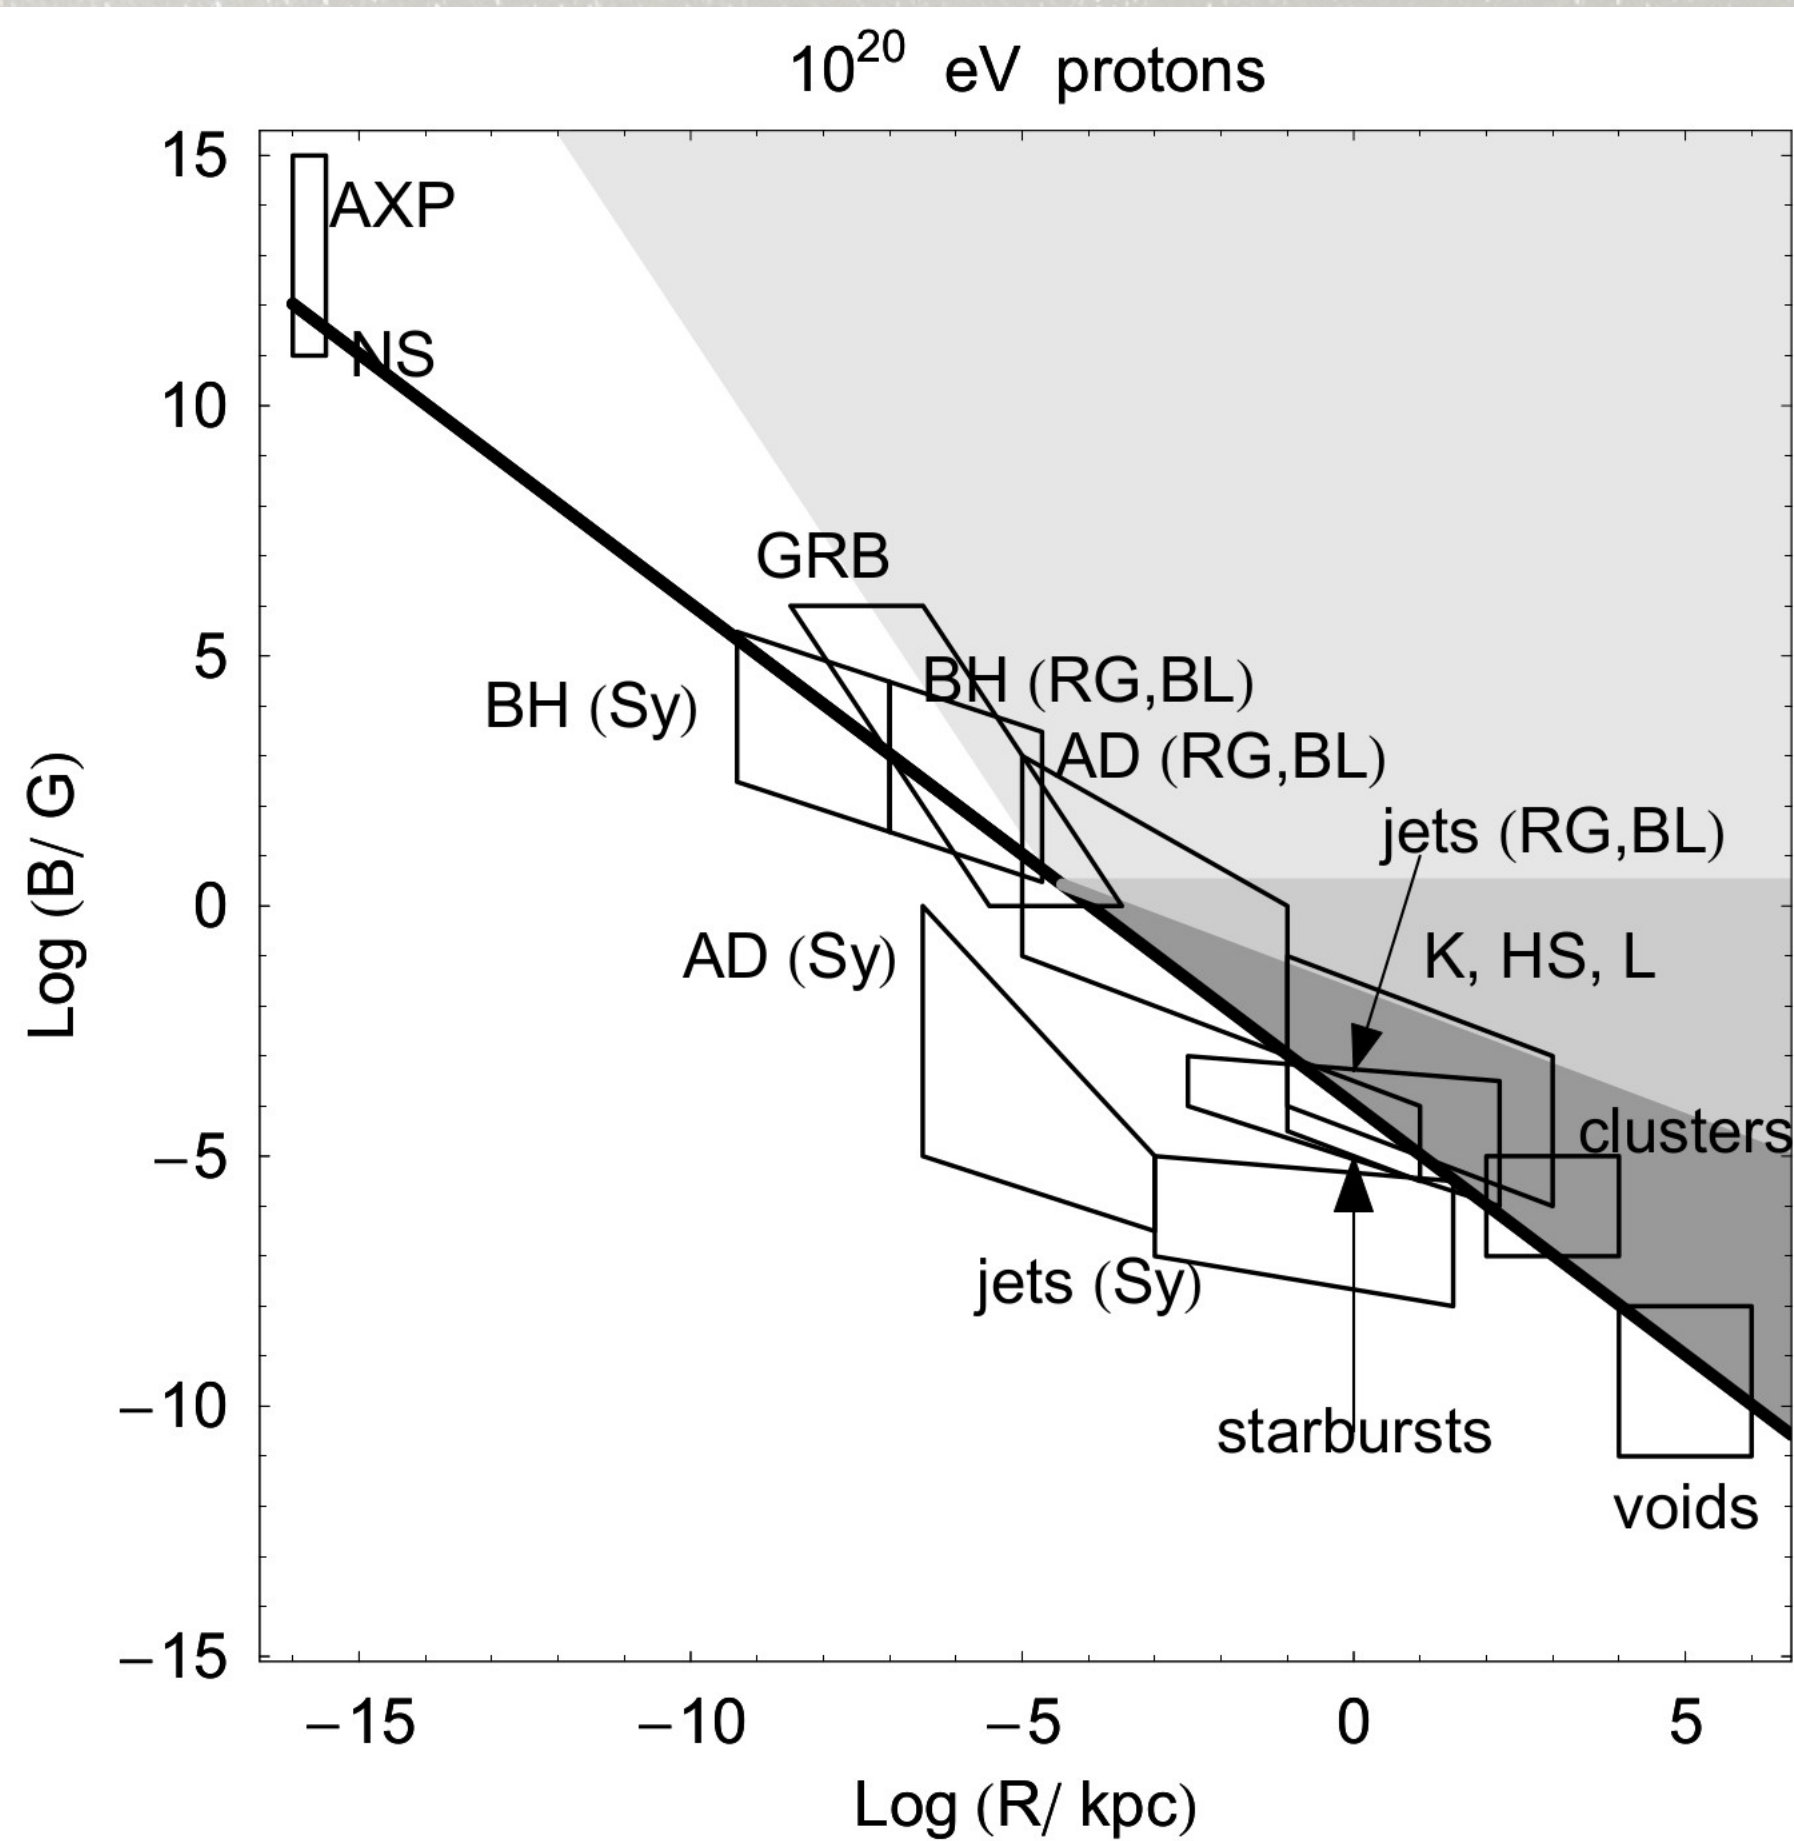 10²⁰ eV protons
15
AXP
NS
10
GRB
5
BH (RG,BL)
BH (Sy)
AD (RG,BL)
jets (RG,BL)
0
AD (Sy)
K, HS, L
Log (B/ G)
clusters
−5
jets (Sy)
−10
starbursts
voids
−15
−15 −10 −5 0 5
Log (R/ kpc)